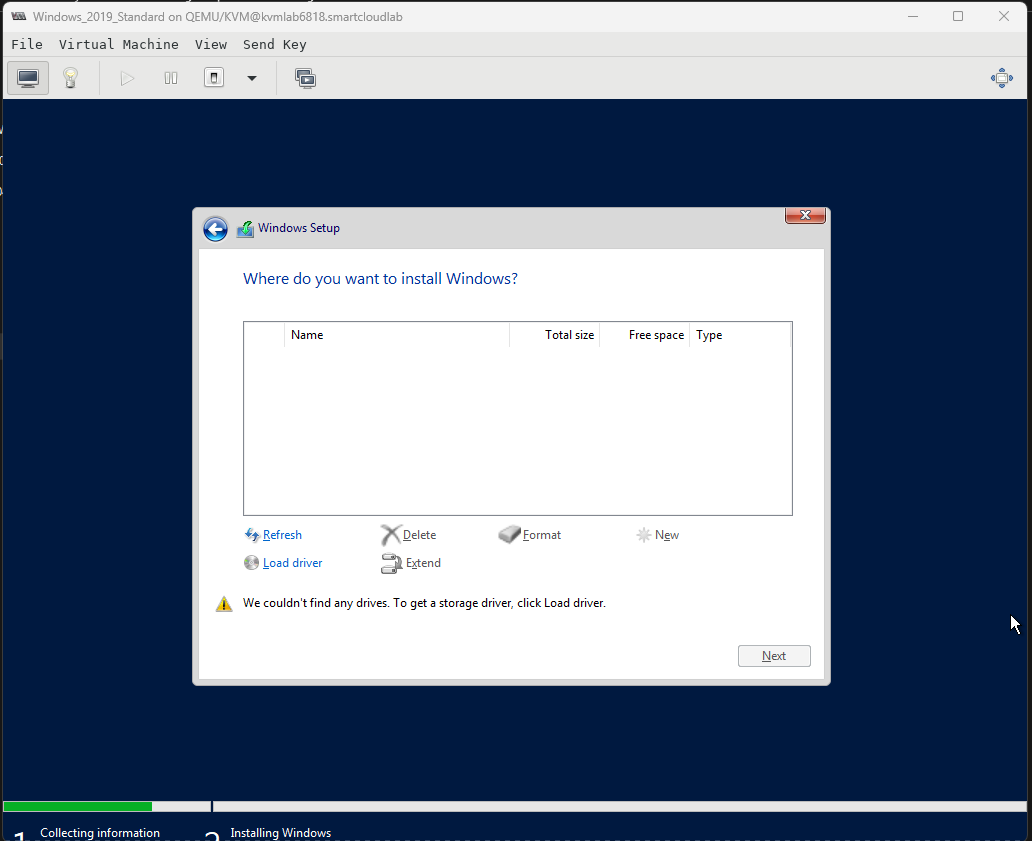 Windows_2019_Standard on QEMU/KVM@kvmlab6818.smartcloudlab
File Virtual Machine View Send Key
Windows Setup
Where do you want to install Windows?
Name Total size Free space Type
Refresh Delete Format New
Load driver Extend
We couldn't find any drives. To get a storage driver, click Load driver.
Next
1 Collecting information 2 Installing Windows